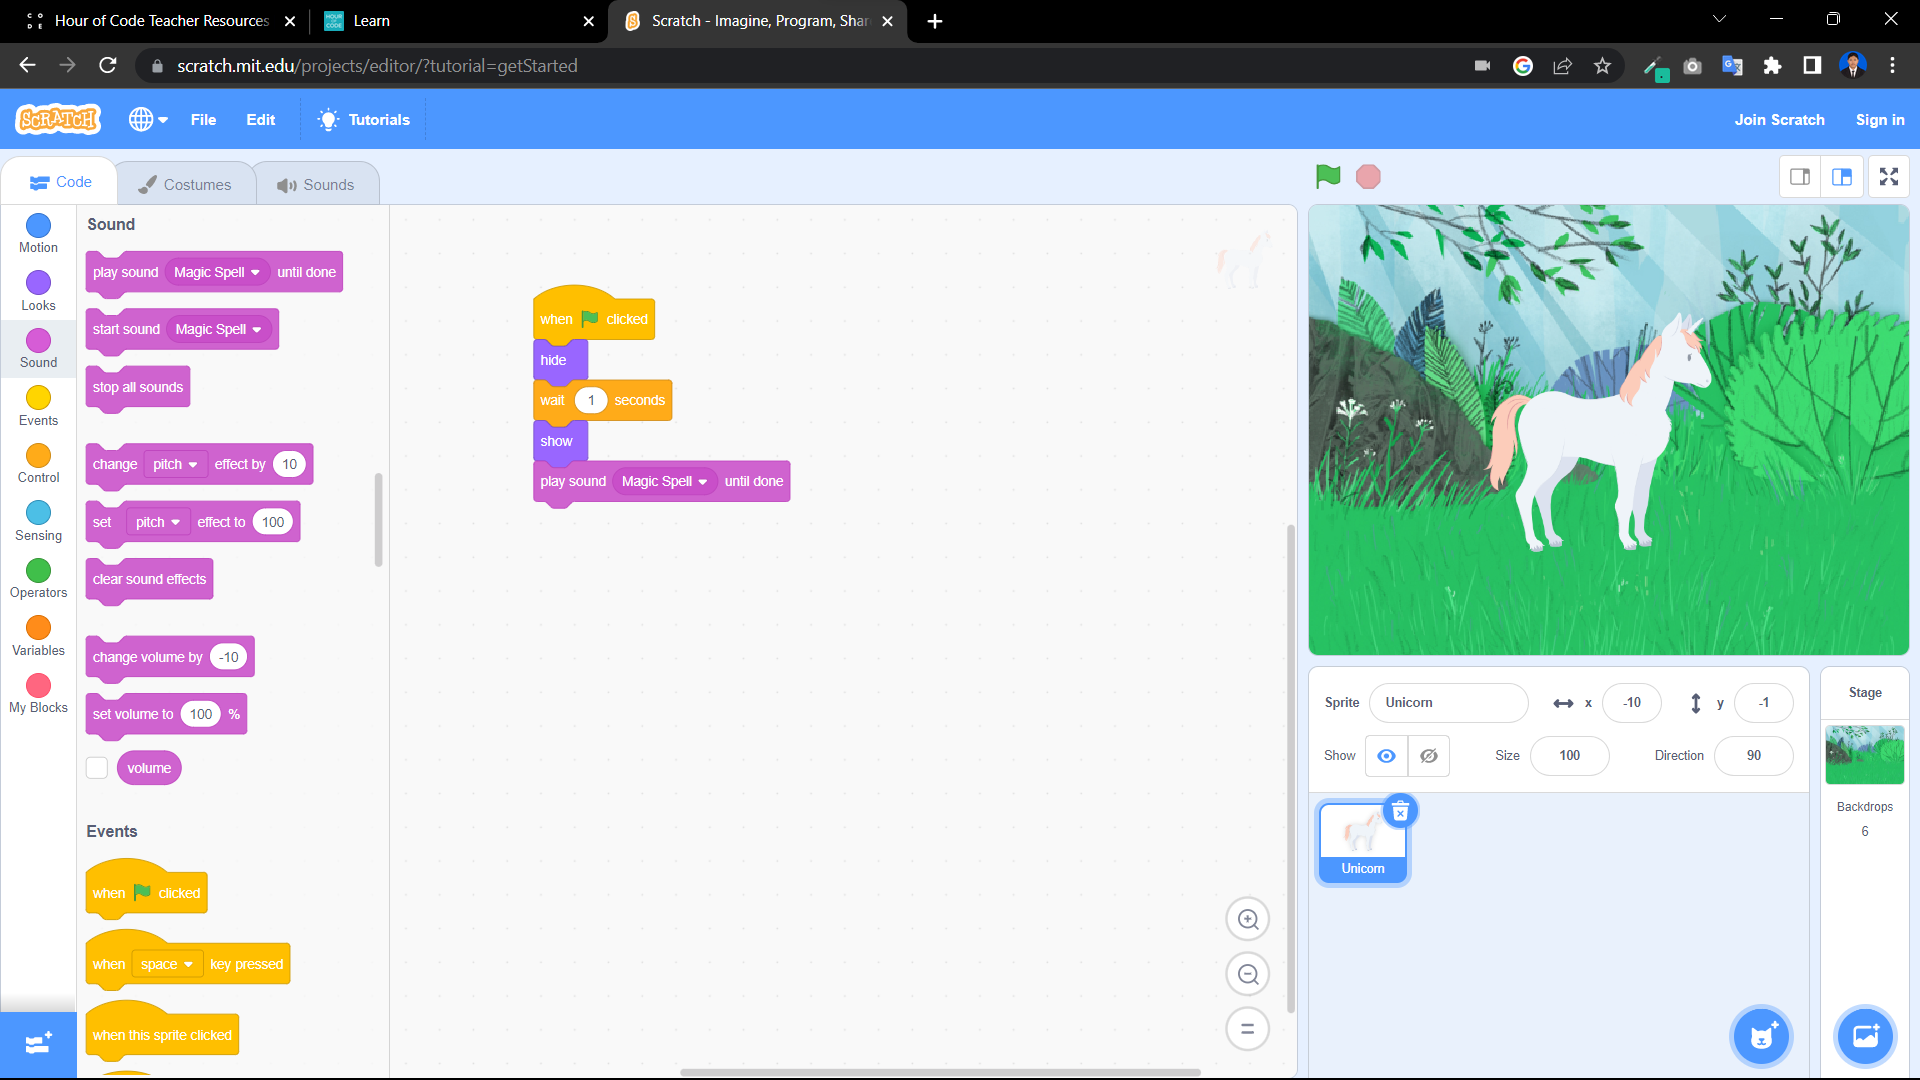 Hour of Code Teacher Resources
Learn
Scratch - Imagine, Program, Shar
scratch.mit.edu/projects/editor/?tutorial=getStarted
SCRATCH
File
Edit
Tutorials
Join Scratch
Sign in
Code
Costumes
Sounds
Motion
Looks
Sound
Events
Control
Sensing
Operators
Variables
My Blocks
Sound
play sound Magic Spell until done
start sound Magic Spell
stop all sounds
change pitch effect by 10
set pitch effect to 100
clear sound effects
change volume by -10
set volume to 100 %
volume
Events
when clicked
when space key pressed
when this sprite clicked
when clicked
hide
wait 1 seconds
show
play sound Magic Spell until done
Sprite Unicorn x -10 y -1
Show Size 100 Direction 90
Unicorn
Stage
Backdrops
6